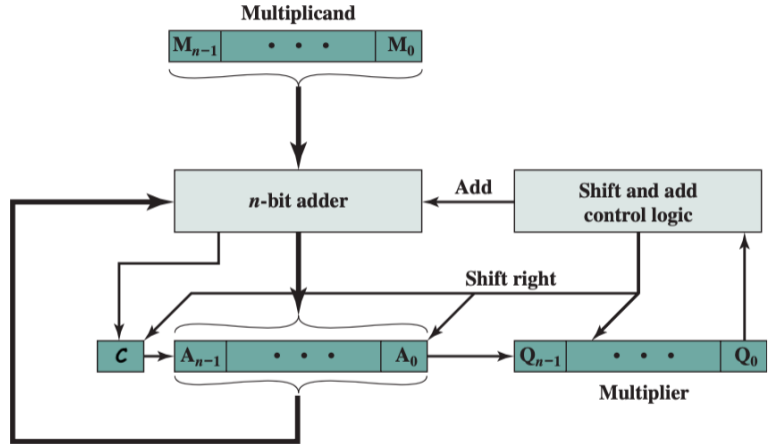 Multiplicand
Mn−1 • • • M0
n-bit adder
Add
Shift and add
control logic
Shift right
C
An−1 • • • A0
Qn−1 • • • Q0
Multiplier